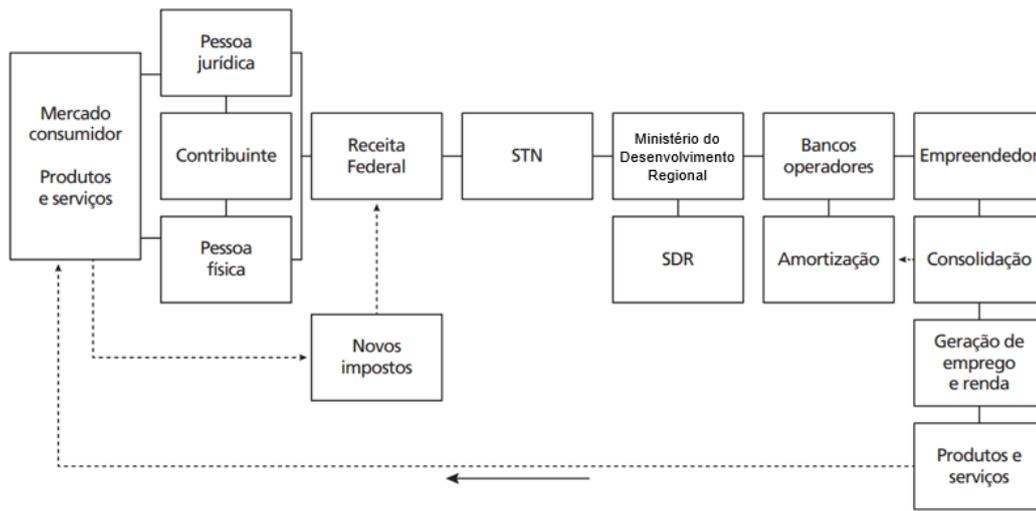 Pessoa
jurídica
Mercado
consumidor
Produtos
e serviços
Contribuinte
Pessoa
física
Receita
Federal
STN
Ministério do
Desenvolvimento
Regional
Bancos
operadores
Empreendedor
SDR
Amortização
Consolidação
Novos
impostos
Geração de
emprego
e renda
Produtos e
serviços